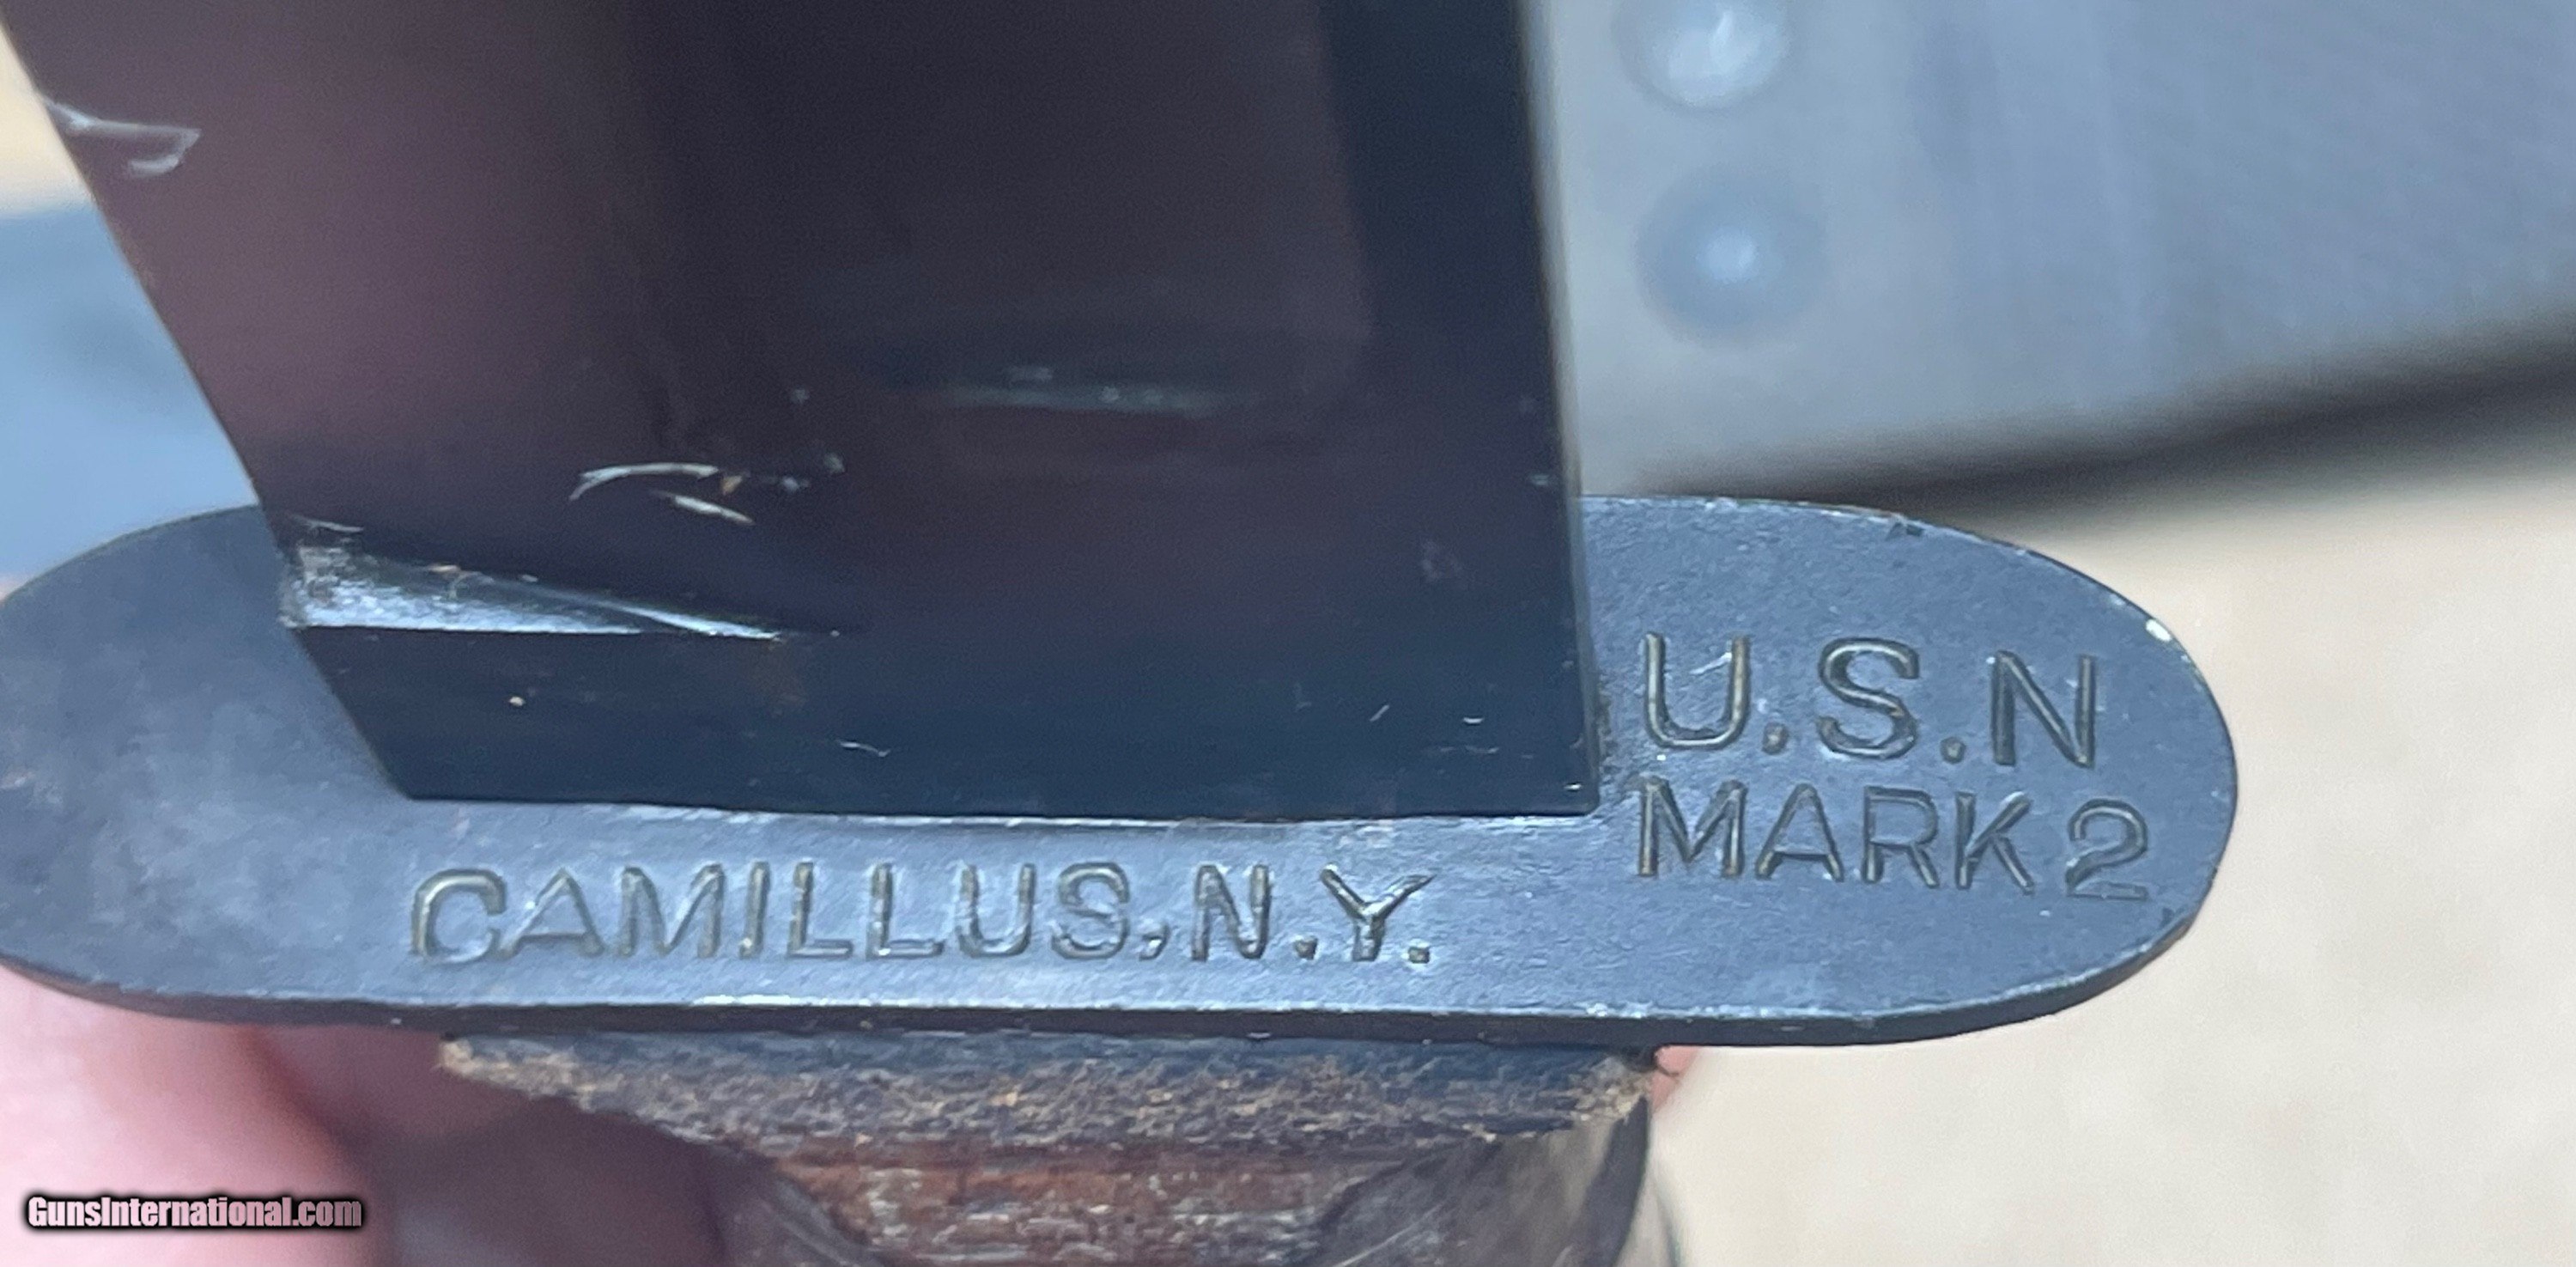 U.S.N
MARK 2
CAMILLUS, N.Y.
GunsInternational.com